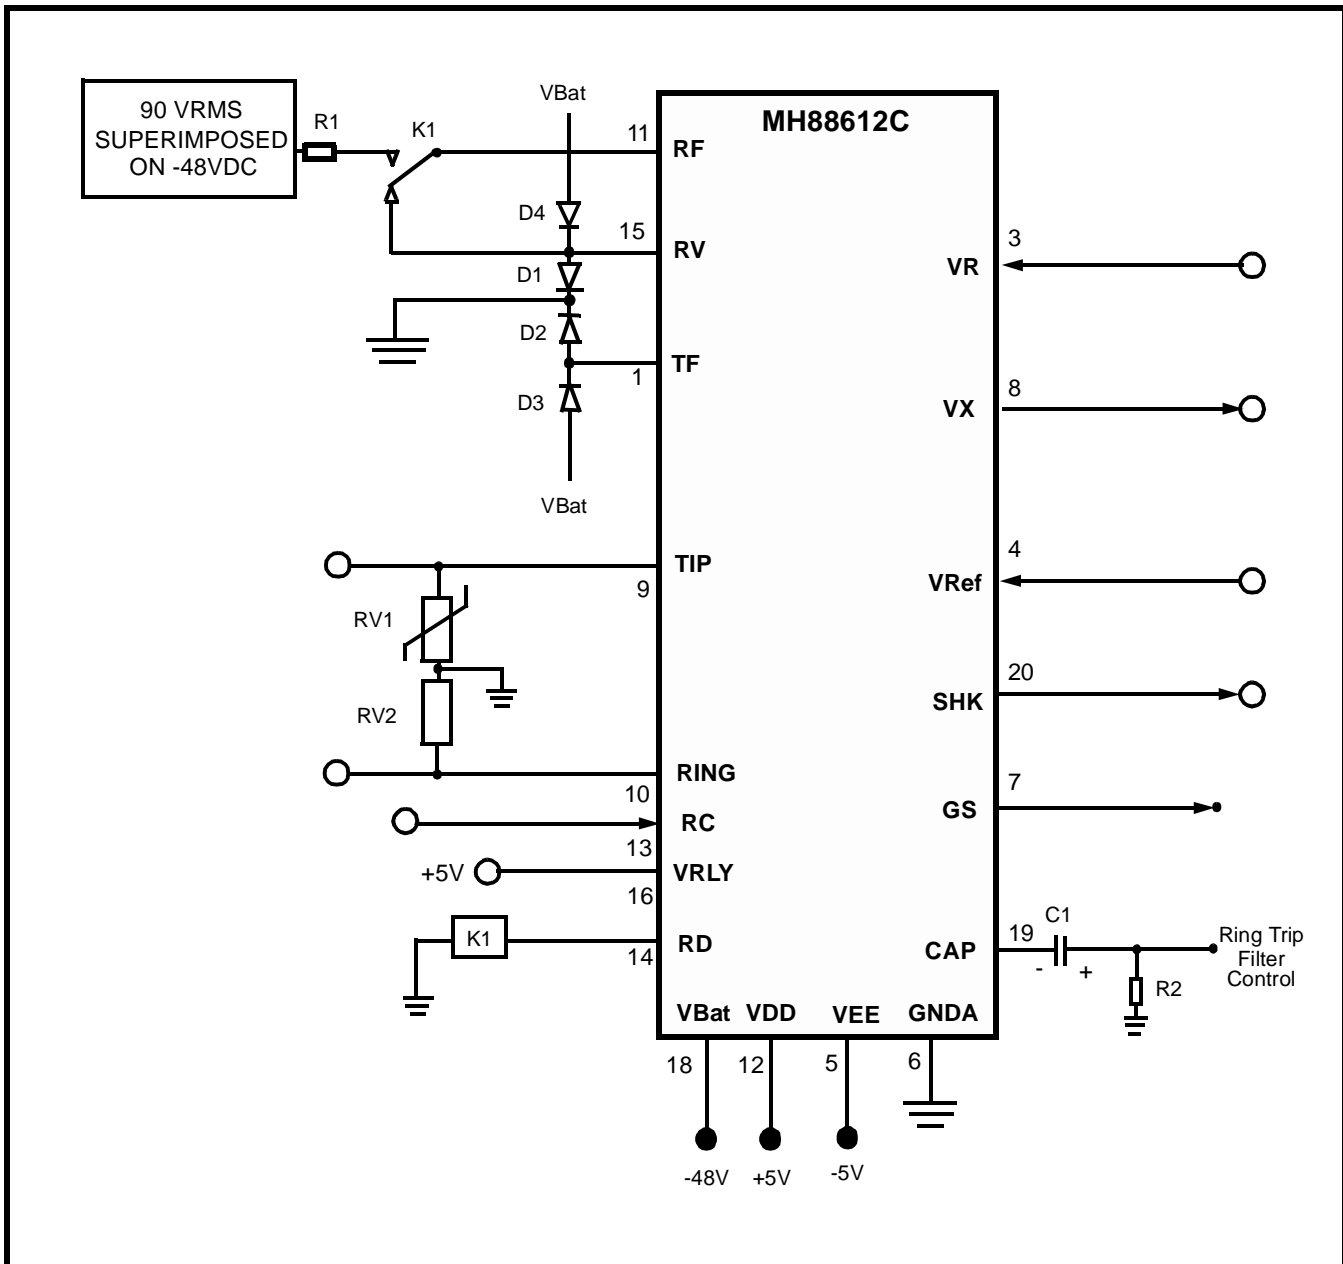 90 VRMS
SUPERIMPOSED
ON -48VDC
R1
K1
VBat
11
MH88612C
RF
D4
15
RV
D1
D2
1
TF
D3
VBat
3
VR
8
VX
TIP
9
4
VRef
RV1
RV2
20
SHK
RING
10
7
GS
RC
13
+5V
VRLY
16
K1
RD
14
CAP
19
C1
-
+
R2
Ring Trip
Filter
Control
VBat
VDD
VEE
GNDA
18
12
5
6
-48V
+5V
-5V